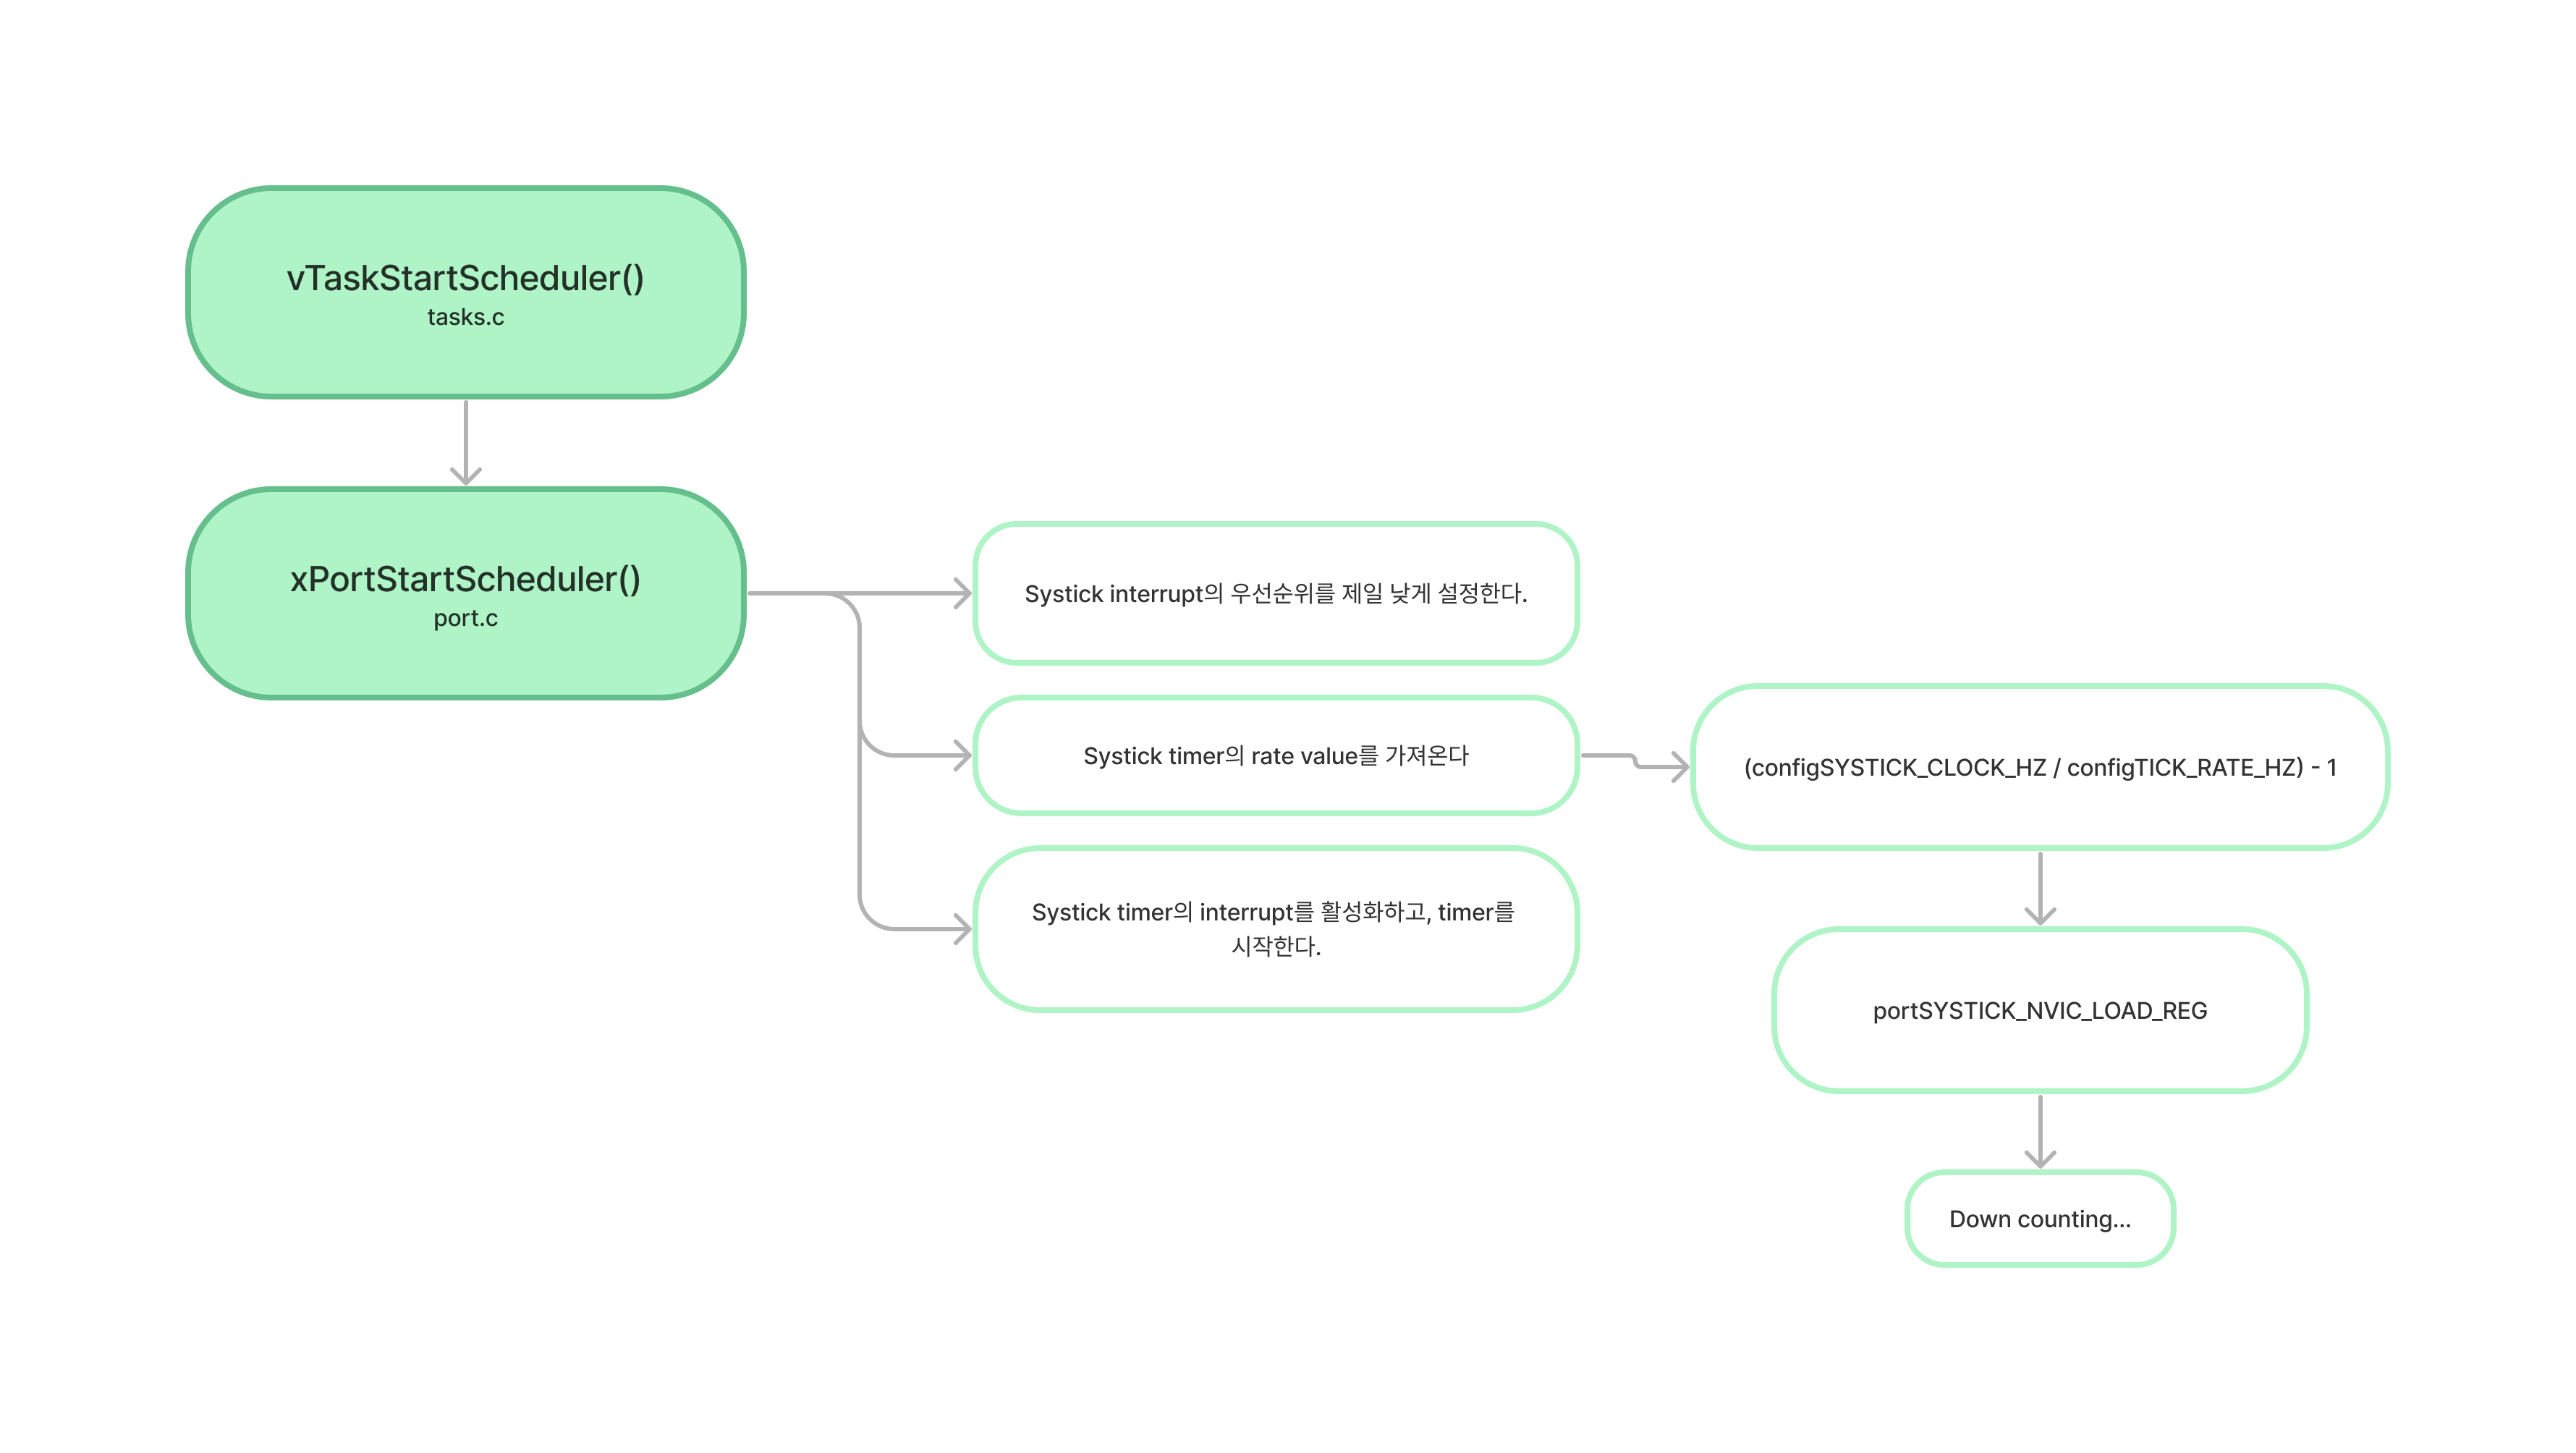 vTaskStartScheduler()
tasks.c
xPortStartScheduler()
port.c
Systick interrupt의 우선순위를 제일 낮게 설정한다.
Systick timer의 rate value를 가져온다
Systick timer의 interrupt를 활성화하고, timer를
시작한다.
(configSYSTICK_CLOCK_HZ / configTICK_RATE_HZ) - 1
portSYSTICK_NVIC_LOAD_REG
Down counting...